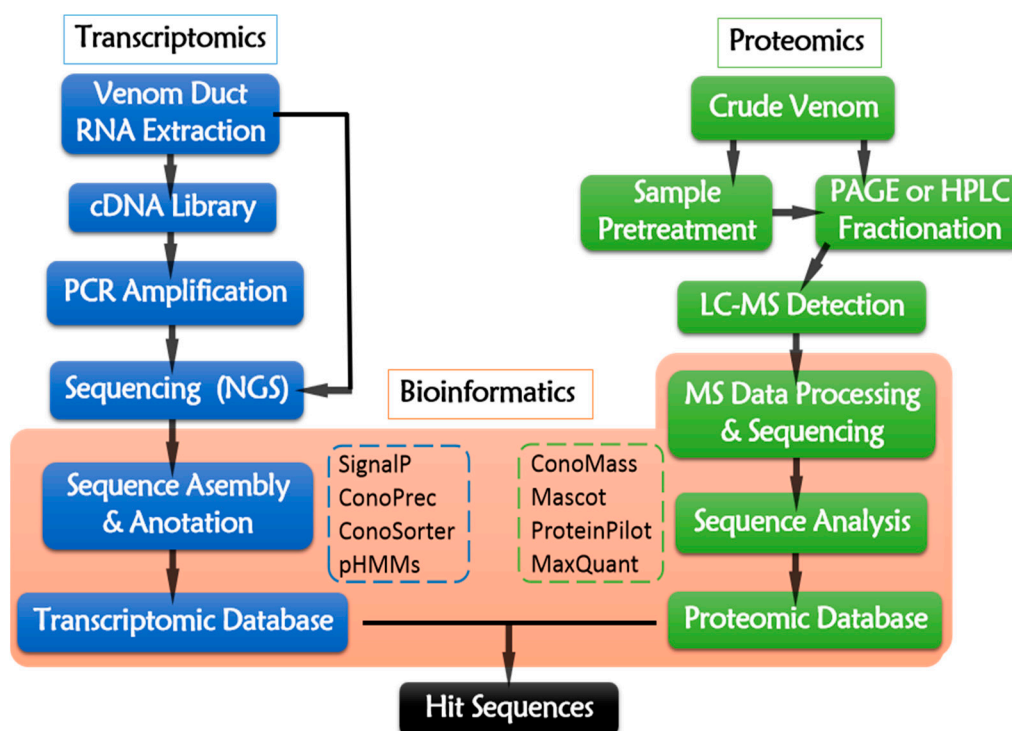 Transcriptomics
Venom Duct
RNA Extraction
cDNA Library
PCR Amplification
Sequencing (NGS)
Sequence Asembly
& Anotation
Transcriptomic Database
Bioinformatics
SignalP
ConoPrec
ConoSorter
pHMMs
ConoMass
Mascot
ProteinPilot
MaxQuant
Proteomics
Crude Venom
Sample
Pretreatment
PAGE or HPLC
Fractionation
LC-MS Detection
MS Data Processing
& Sequencing
Sequence Analysis
Proteomic Database
Hit Sequences